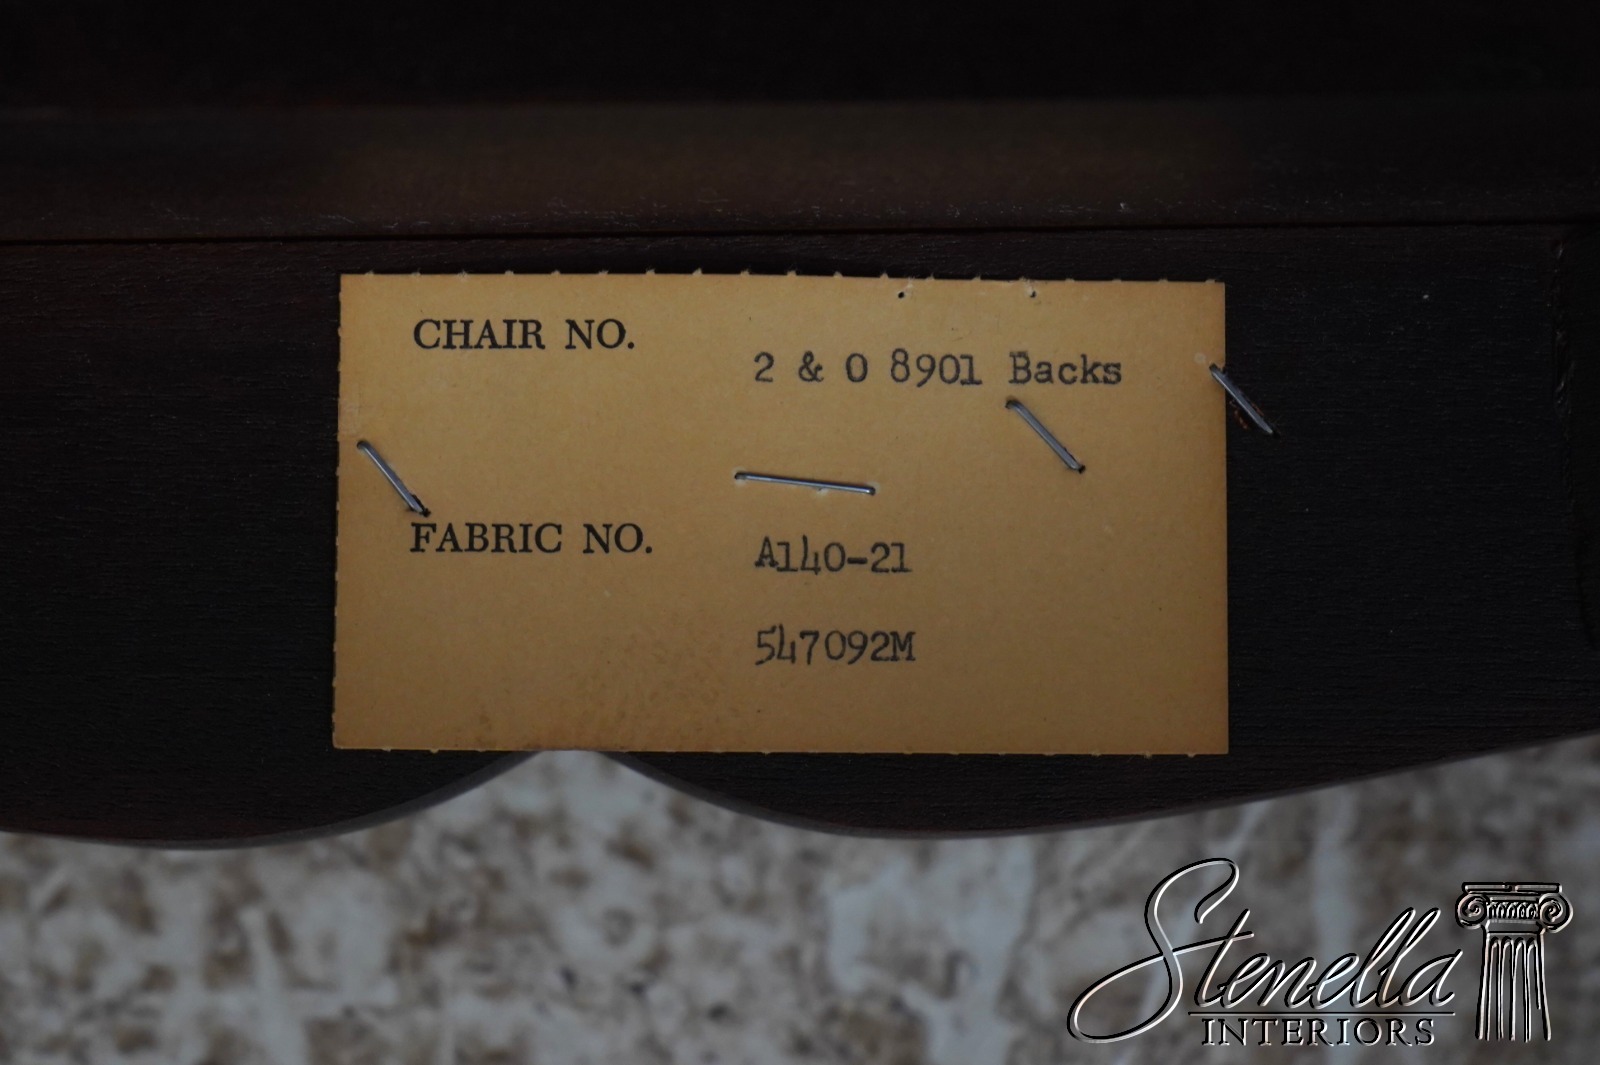 CHAIR NO.
2 & 0 8901 Backs
FABRIC NO.
A140-21
547092M
Stenella
INTERIORS